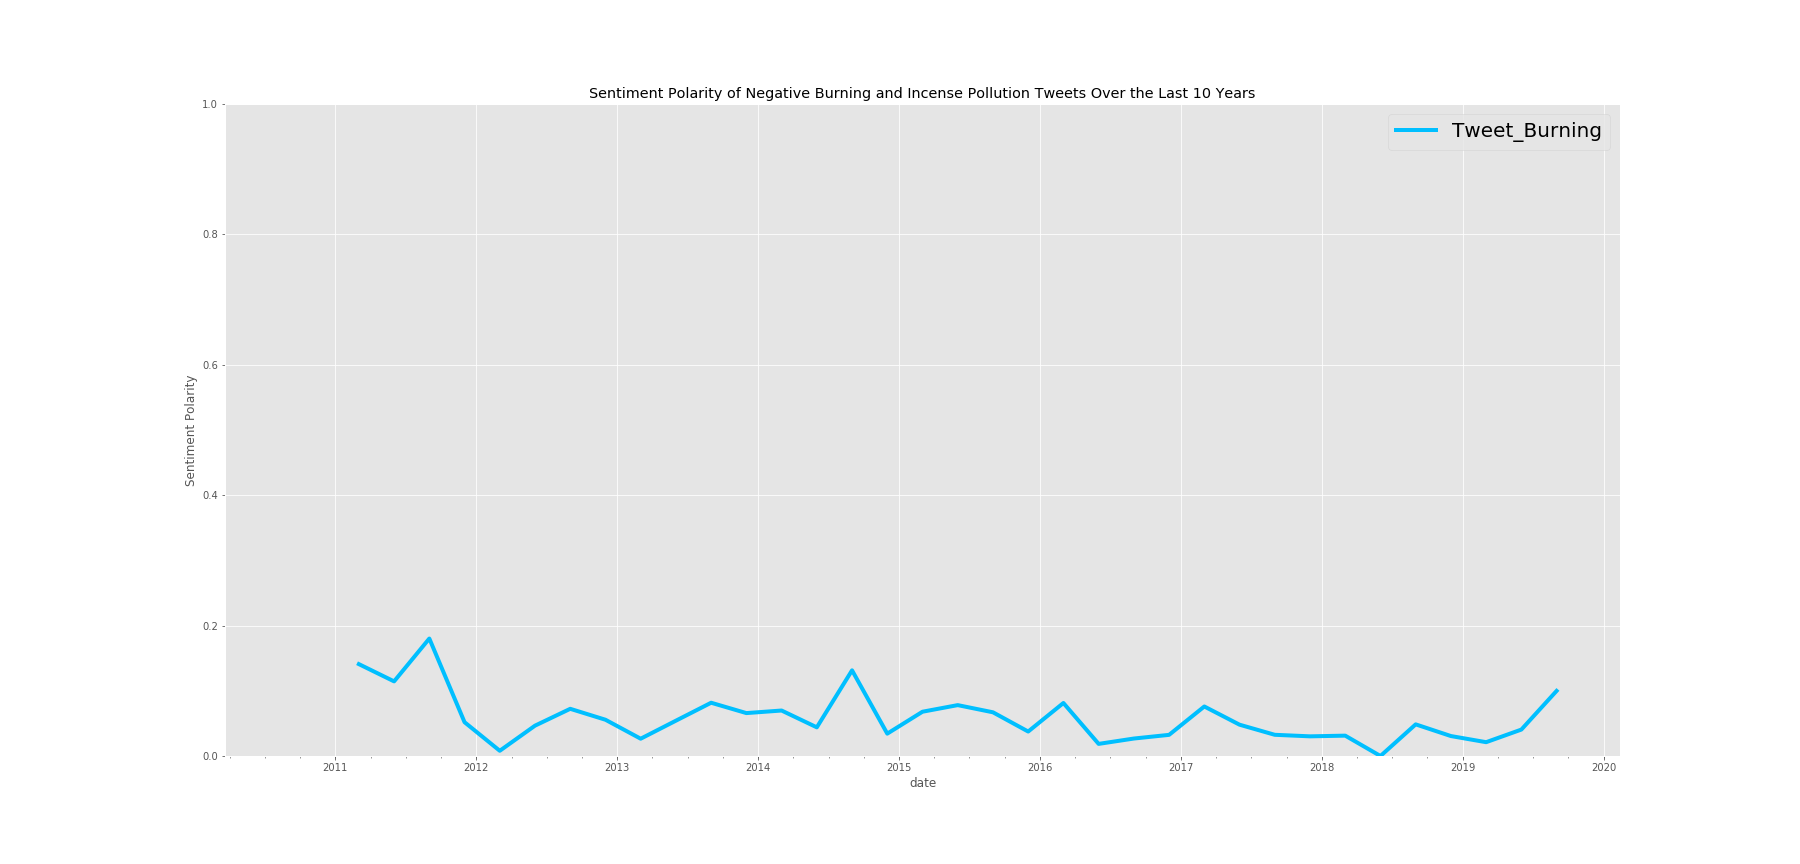 Sentiment Polarity of Negative Burning and Incense Pollution Tweets Over the Last 10 Years
Tweet_Burning
1.0
0.8
0.6
0.4
0.2
0.0
Sentiment Polarity
2011 2012 2013 2014 2015 2016 2017 2018 2019 2020
date